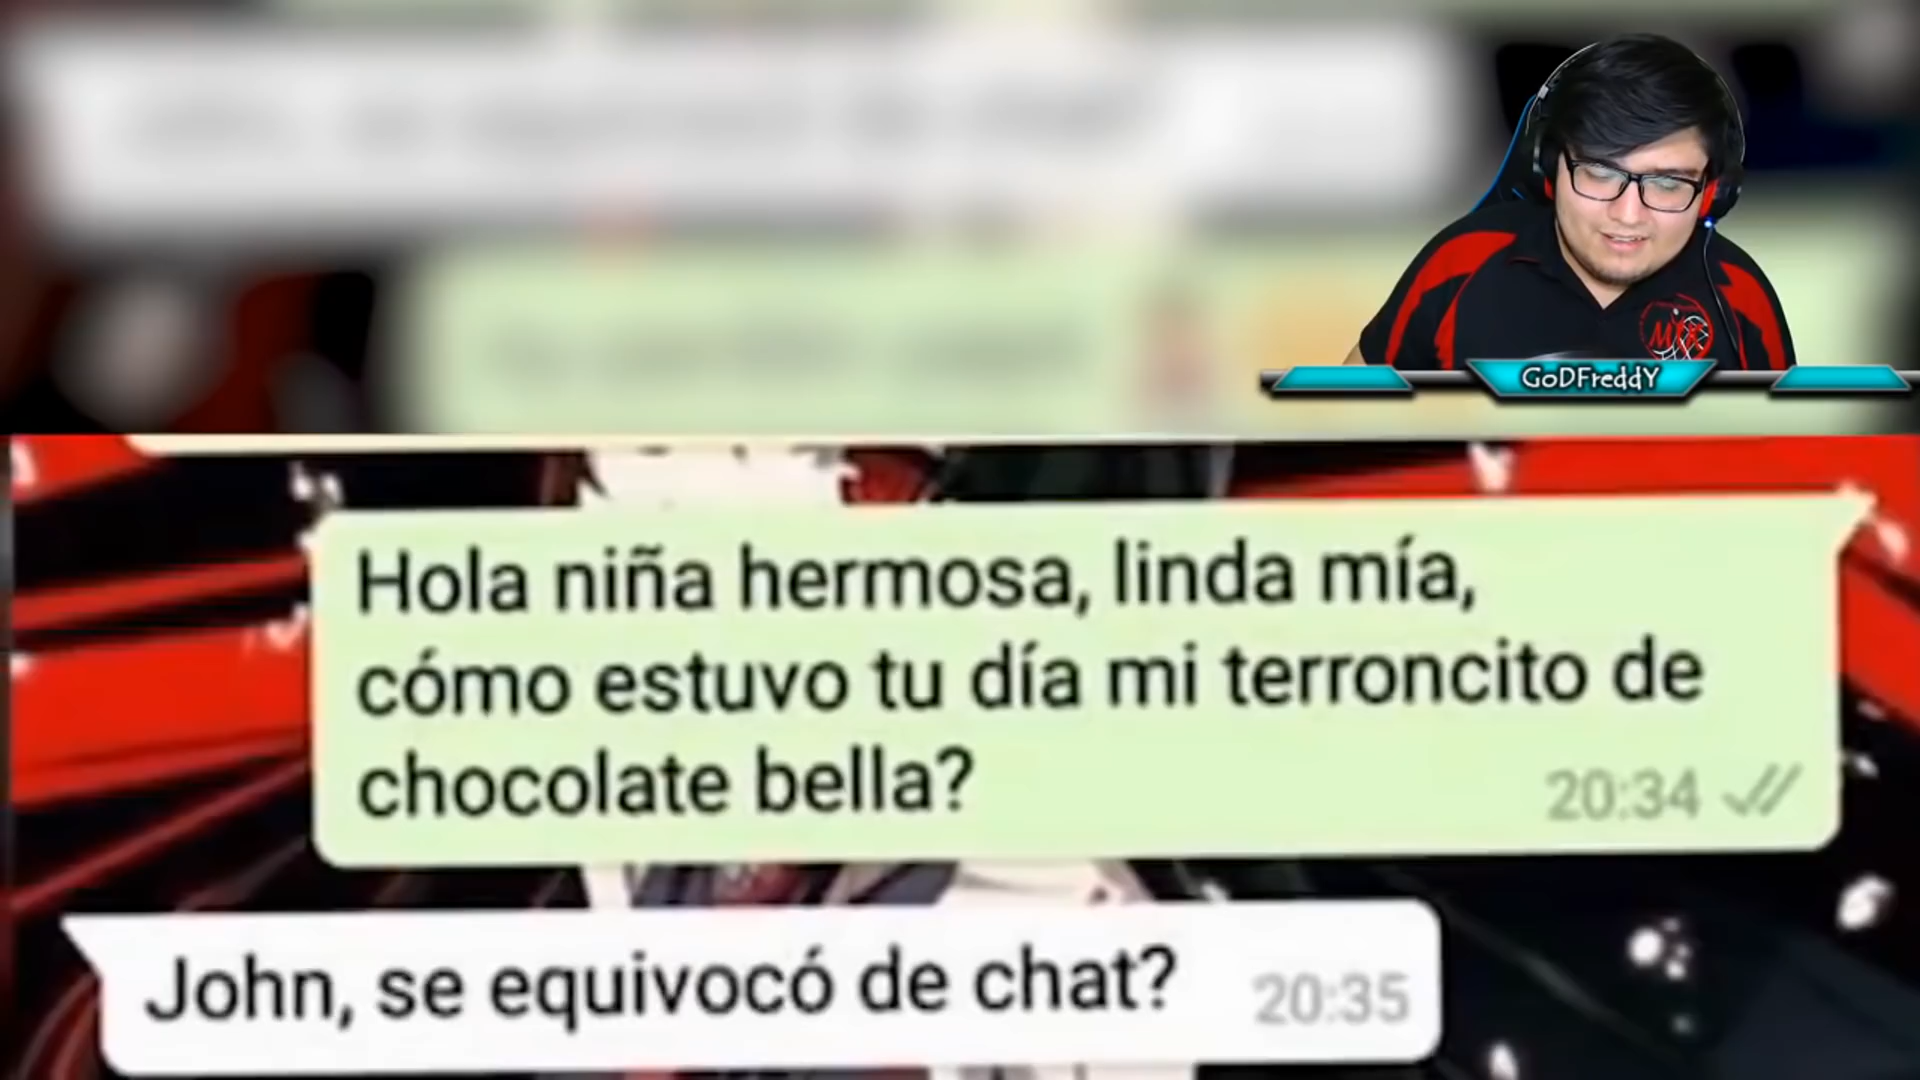 GoDFreddY
Hola niña hermosa, linda mía,
cómo estuvo tu día mi terroncito de
chocolate bella?
20:34
John, se equivocó de chat?
20:35